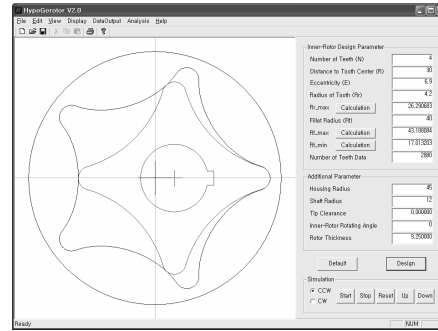 HypoGerotor V2.0
File Edit View Display DataOutput Analysis Help
Inner-Rotor Design Parameter
Number of Teeth (N) 4
Distance to Tooth Center (R) 30
Eccentricity (E) 6.9
Radius of Tooth (Rr) 4.2
Rr_max Calculation 26.290683
Fillet Radius (Rf) 40
Rf_max Calculation 43.188084
Rf_min Calculation 17.013203
Number of Teeth Data 2880
Additional Parameter
Housing Radius 45
Shaft Radius 12
Tip Clearance 0.000000
Inner-Rotor Rotating Angle 0
Rotor Thickness 9.250000
Default Design
Simulation
CCW
CW
Start Stop Reset Up Down
Ready NUM